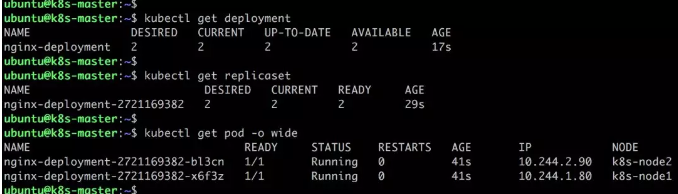 ubuntu@k8s-master:~$
ubuntu@k8s-master:~$ kubectl get deployment
NAME DESIRED CURRENT UP-TO-DATE AVAILABLE AGE
nginx-deployment 2 2 2 2 17s
ubuntu@k8s-master:~$
ubuntu@k8s-master:~$ kubectl get replicaset
NAME DESIRED CURRENT READY AGE
nginx-deployment-2721169382 2 2 2 29s
ubuntu@k8s-master:~$
ubuntu@k8s-master:~$ kubectl get pod -o wide
NAME READY STATUS RESTARTS AGE IP NODE
nginx-deployment-2721169382-bl3cn 1/1 Running 0 41s 10.244.2.90 k8s-node2
nginx-deployment-2721169382-x6f3z 1/1 Running 0 41s 10.244.1.80 k8s-node1
ubuntu@k8s-master:~$